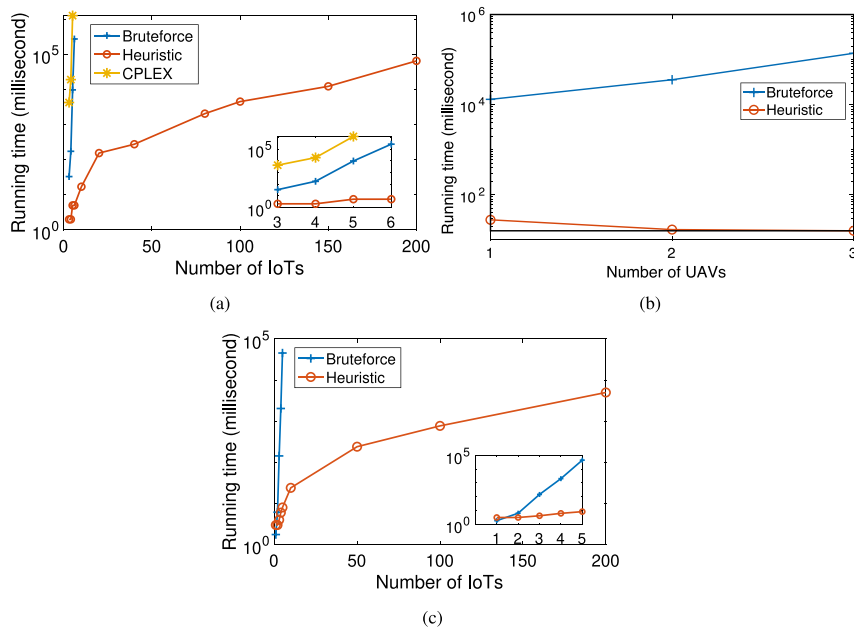 Running time (millisecond)
10^5
10^0
Bruteforce
Heuristic
CPLEX
10^5
10^0
3 4 5 6
0 50 100 150 200
Number of IoTs
(a)
Running time (millisecond)
10^6
10^4
10^2
Bruteforce
Heuristic
1 2 3
Number of UAVs
(b)
Running time (millisecond)
10^5
10^0
Bruteforce
Heuristic
10^5
10^0
1 2 3 4 5
0 50 100 200
Number of IoTs
(c)